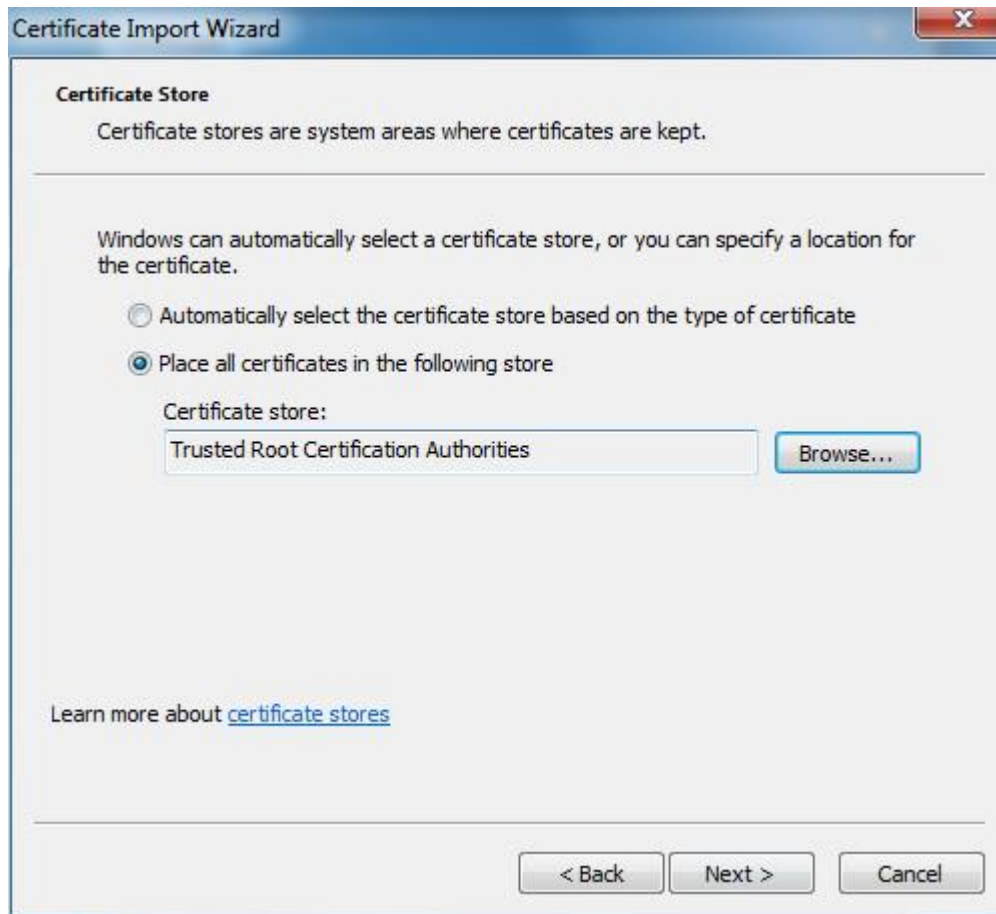 Certificate Import Wizard
X
Certificate Store
Certificate stores are system areas where certificates are kept.
Windows can automatically select a certificate store, or you can specify a location for
the certificate.
Automatically select the certificate store based on the type of certificate
Place all certificates in the following store
Certificate store:
Trusted Root Certification Authorities
Browse...
Learn more about certificate stores
< Back Next > Cancel